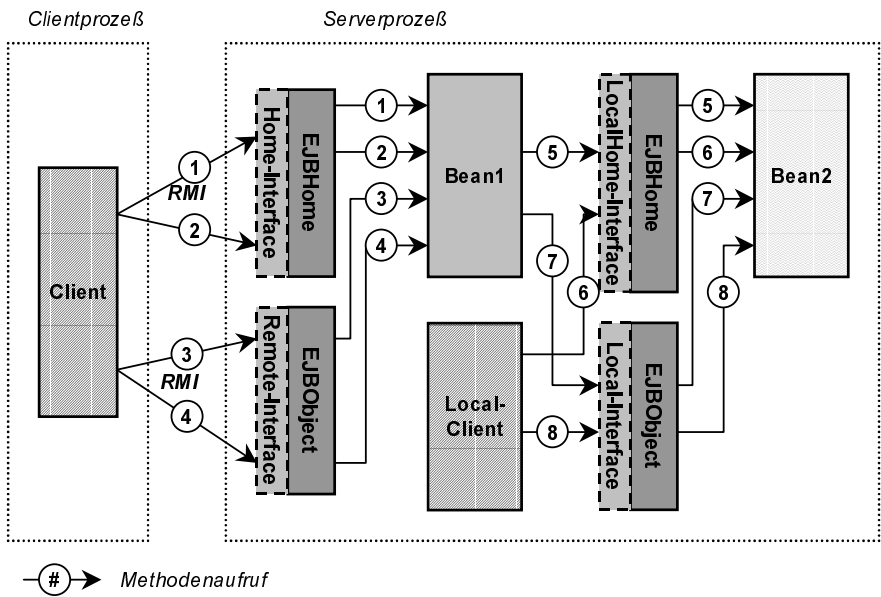 Clientprozeß
Serverprozeß
Client
1
RMI
2
3
RMI
4
Home-Interface
EJBHome
Remote-Interface
EJBObject
1
2
3
4
Bean1
Local-
Client
5
7
6
8
LocalHome-Interface
EJBHome
Local-Interface
EJBObject
5
6
7
8
Bean2
# Methodenaufruf